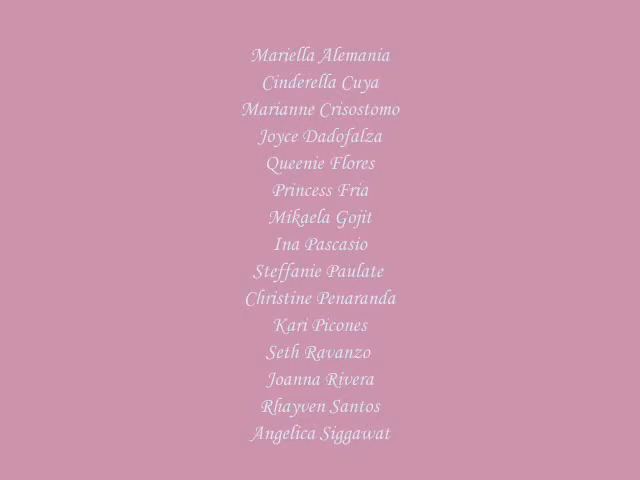 Mariella Alemania
Cinderella Cuya
Marianne Crisostomo
Joyce Dadofalza
Queenie Flores
Princess Fria
Mikaela Gojit
Ina Pascasio
Steffanie Paulate
Christine Penaranda
Kari Picones
Seth Ravanzo
Joanna Rivera
Rhayven Santos
Angelica Siggawat